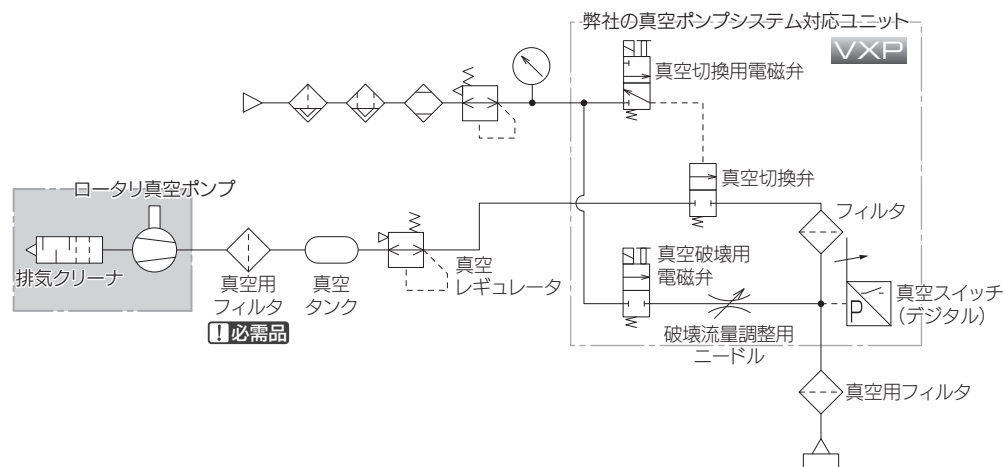 弊社の真空ポンプシステム対応ユニット
VXP
真空切換用電磁弁
真空切換弁
ロータリ真空ポンプ
フィルタ
排気クリーナ
真空用
フィルタ
!必需品
真空
タンク
真空
レギュレータ
真空破壊用
電磁弁
破壊流量調整用
ニードル
P
真空スイッチ
(デジタル)
真空用フィルタ